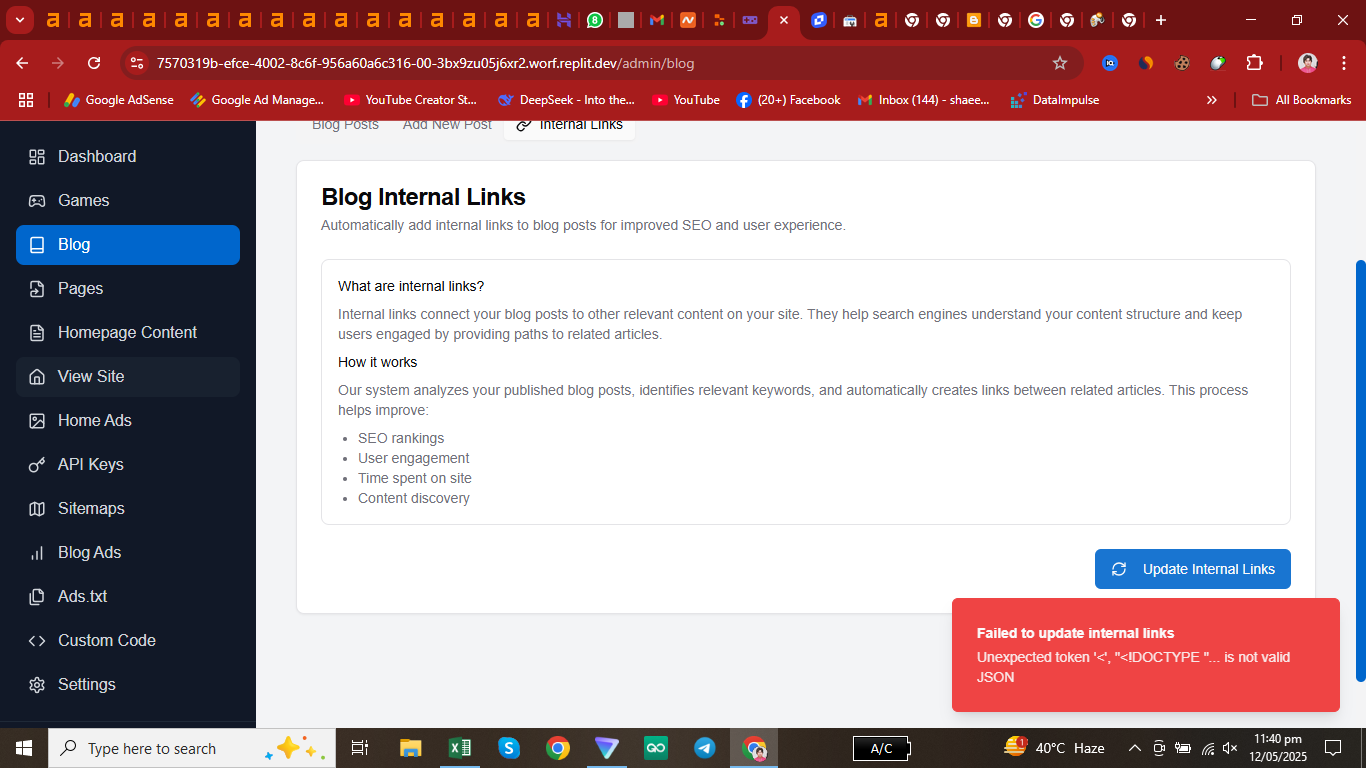 7570319b-efce-4002-8c6f-956a60a6c316-00-3bx9zu05j6xr2.worf.replit.dev/admin/blog
Google AdSense
Google Ad Manage...
YouTube Creator St...
DeepSeek - Into the...
YouTube
(20+) Facebook
Inbox (144) - shaee...
DataImpulse
All Bookmarks
Dashboard
Games
Blog
Pages
Homepage Content
View Site
Home Ads
API Keys
Sitemaps
Blog Ads
Ads.txt
Custom Code
Settings
Blog Posts
Add New Post
Internal Links
Blog Internal Links
Automatically add internal links to blog posts for improved SEO and user experience.
What are internal links?
Internal links connect your blog posts to other relevant content on your site. They help search engines understand your content structure and keep
users engaged by providing paths to related articles.
How it works
Our system analyzes your published blog posts, identifies relevant keywords, and automatically creates links between related articles. This process
helps improve:
SEO rankings
User engagement
Time spent on site
Content discovery
Update Internal Links
Failed to update internal links
Unexpected token '<', "<!DOCTYPE "... is not valid
JSON
Type here to search
A/C
40°C Haze
11:40 pm
12/05/2025